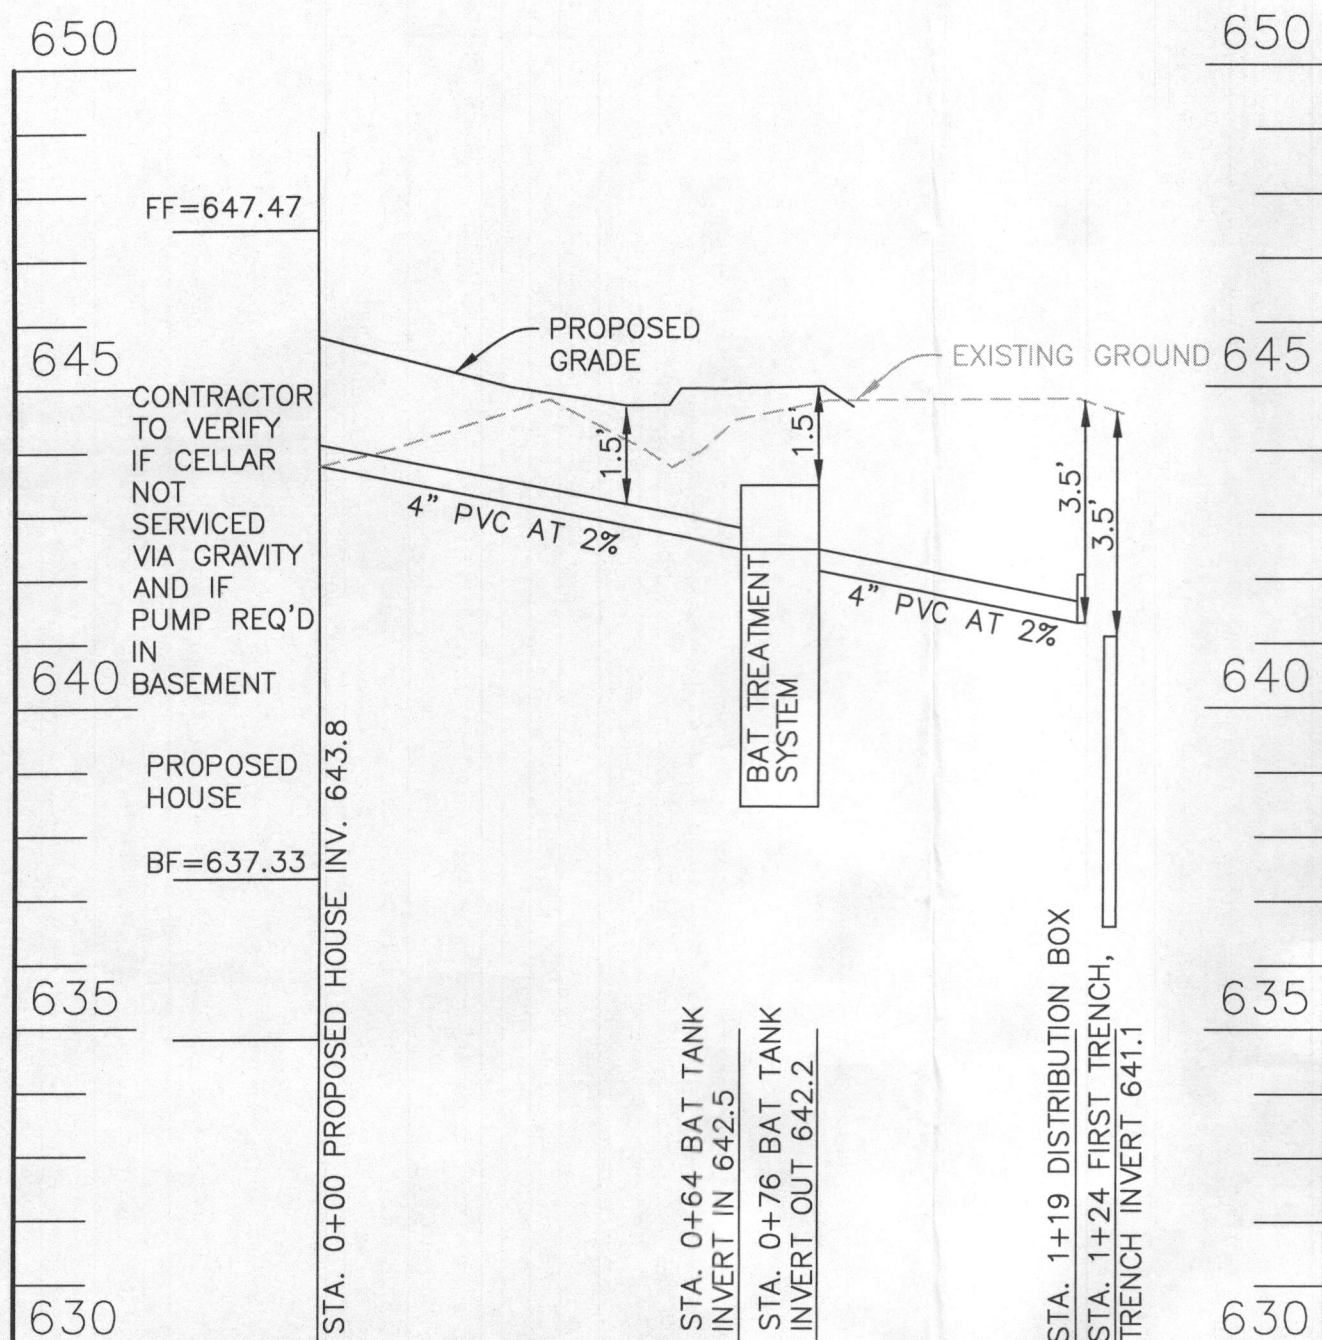 650
650
FF=647.47
PROPOSED
GRADE
EXISTING GROUND
645
645
CONTRACTOR
TO VERIFY
IF CELLAR
NOT
SERVICED
VIA GRAVITY
AND IF
PUMP REQ'D
IN
BASEMENT
1.5'
1.5'
3.5'
3.5'
4" PVC AT 2%
4" PVC AT 2%
BAT TREATMENT
SYSTEM
640
640
PROPOSED
HOUSE
BF=637.33
635
635
STA. 0+00 PROPOSED HOUSE INV. 643.8
STA. 0+64 BAT TANK
INVERT IN 642.5
STA. 0+76 BAT TANK
INVERT OUT 642.2
STA. 1+19 DISTRIBUTION BOX
STA. 1+24 FIRST TRENCH,
TRENCH INVERT 641.1
630
630